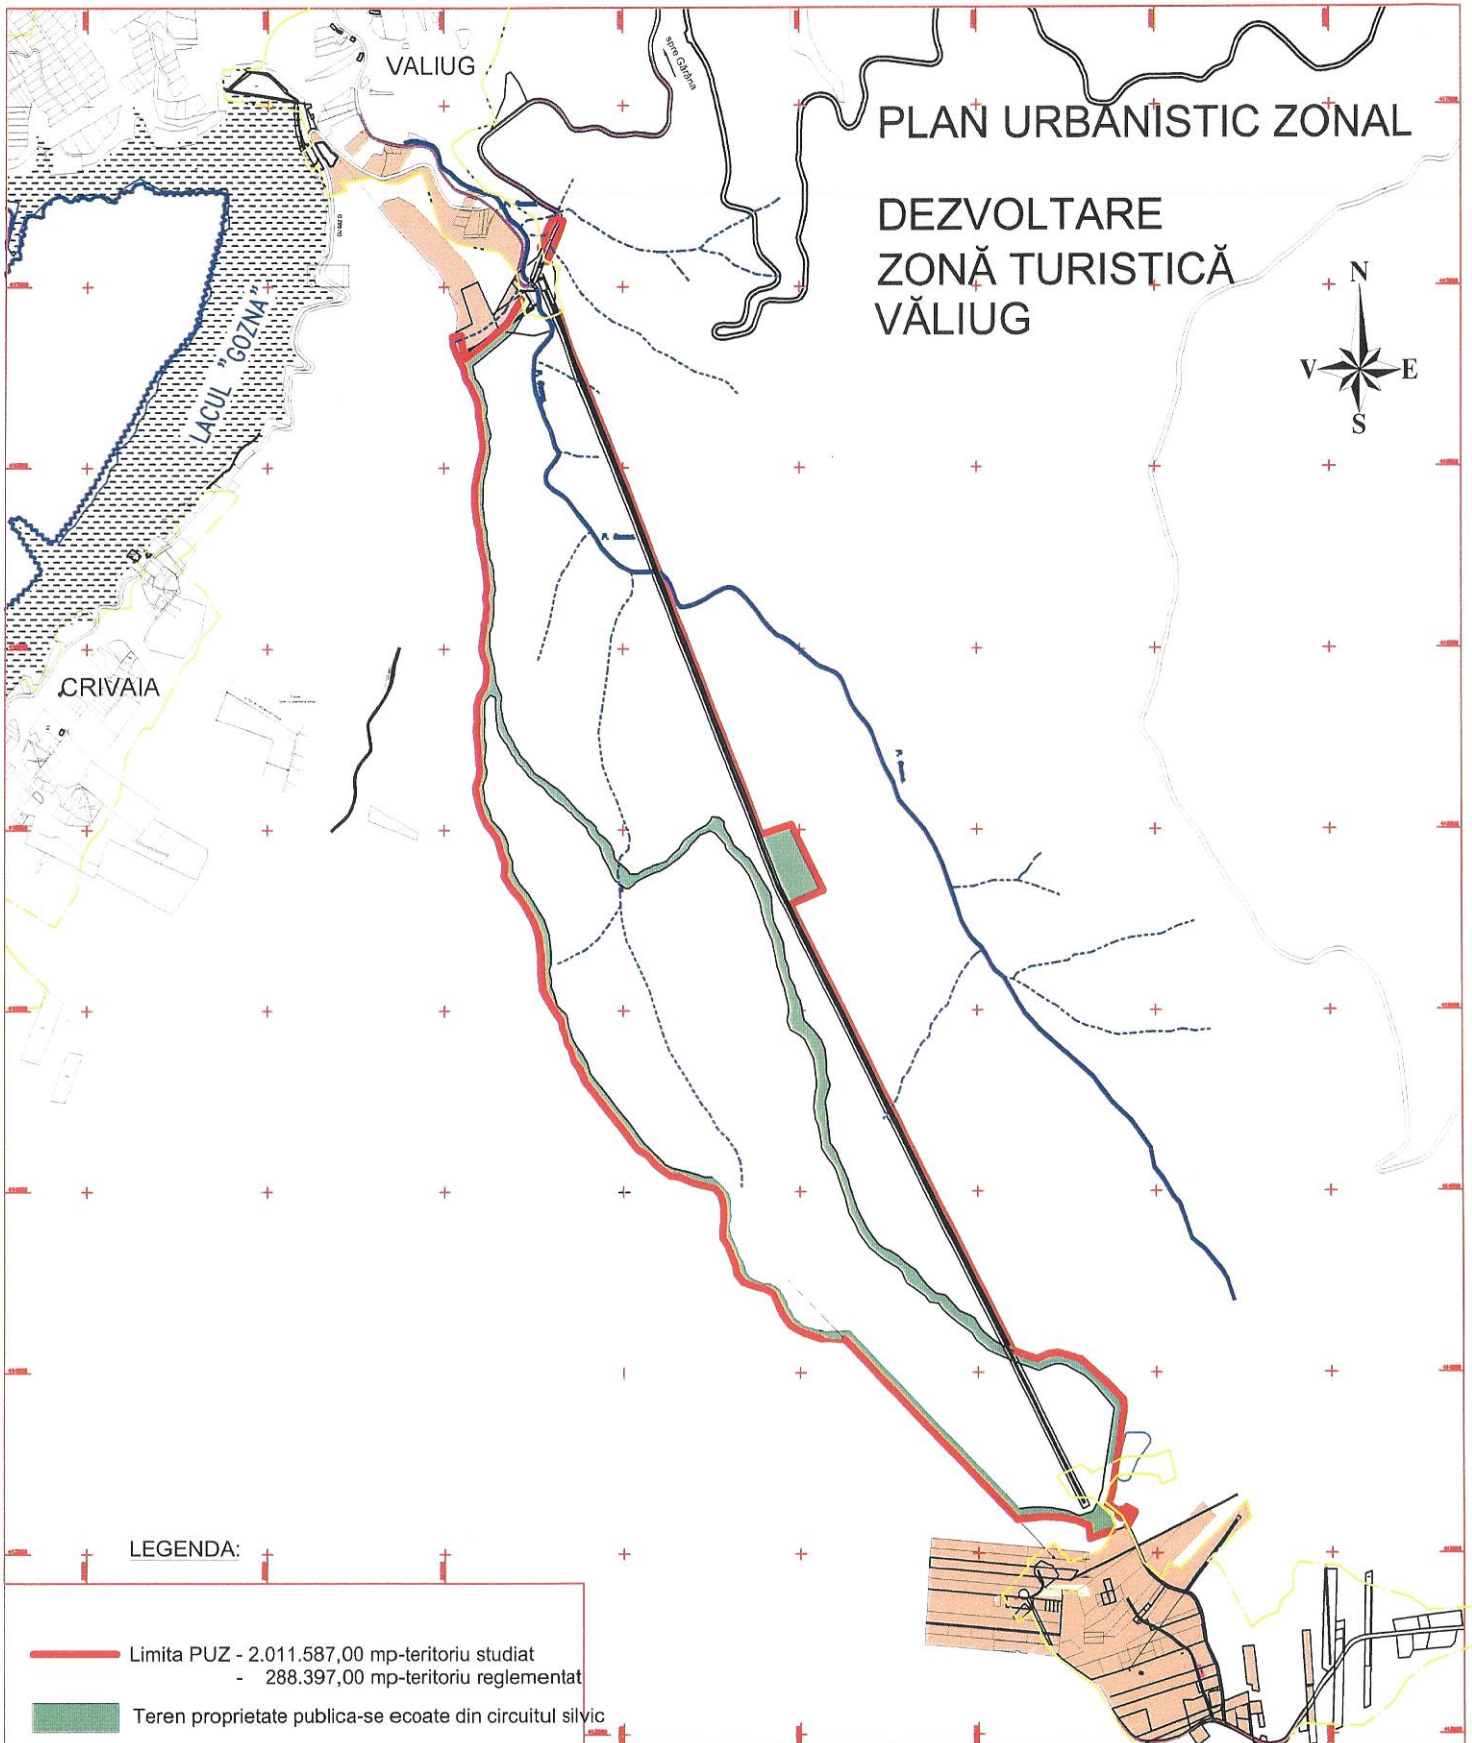 VALIUG
spre Gărâna
PLAN URBANISTIC ZONAL
DEZVOLTARE
ZONĂ TURISTICĂ
VĂLIUG
N
V
E
S
LACUL "GOZNA"
CRIVAIA
LEGENDA:
Limita PUZ - 2.011.587,00 mp-teritoriu studiat
- 288.397,00 mp-teritoriu reglementat
Teren proprietate publica-se ecoate din circuitul silvic